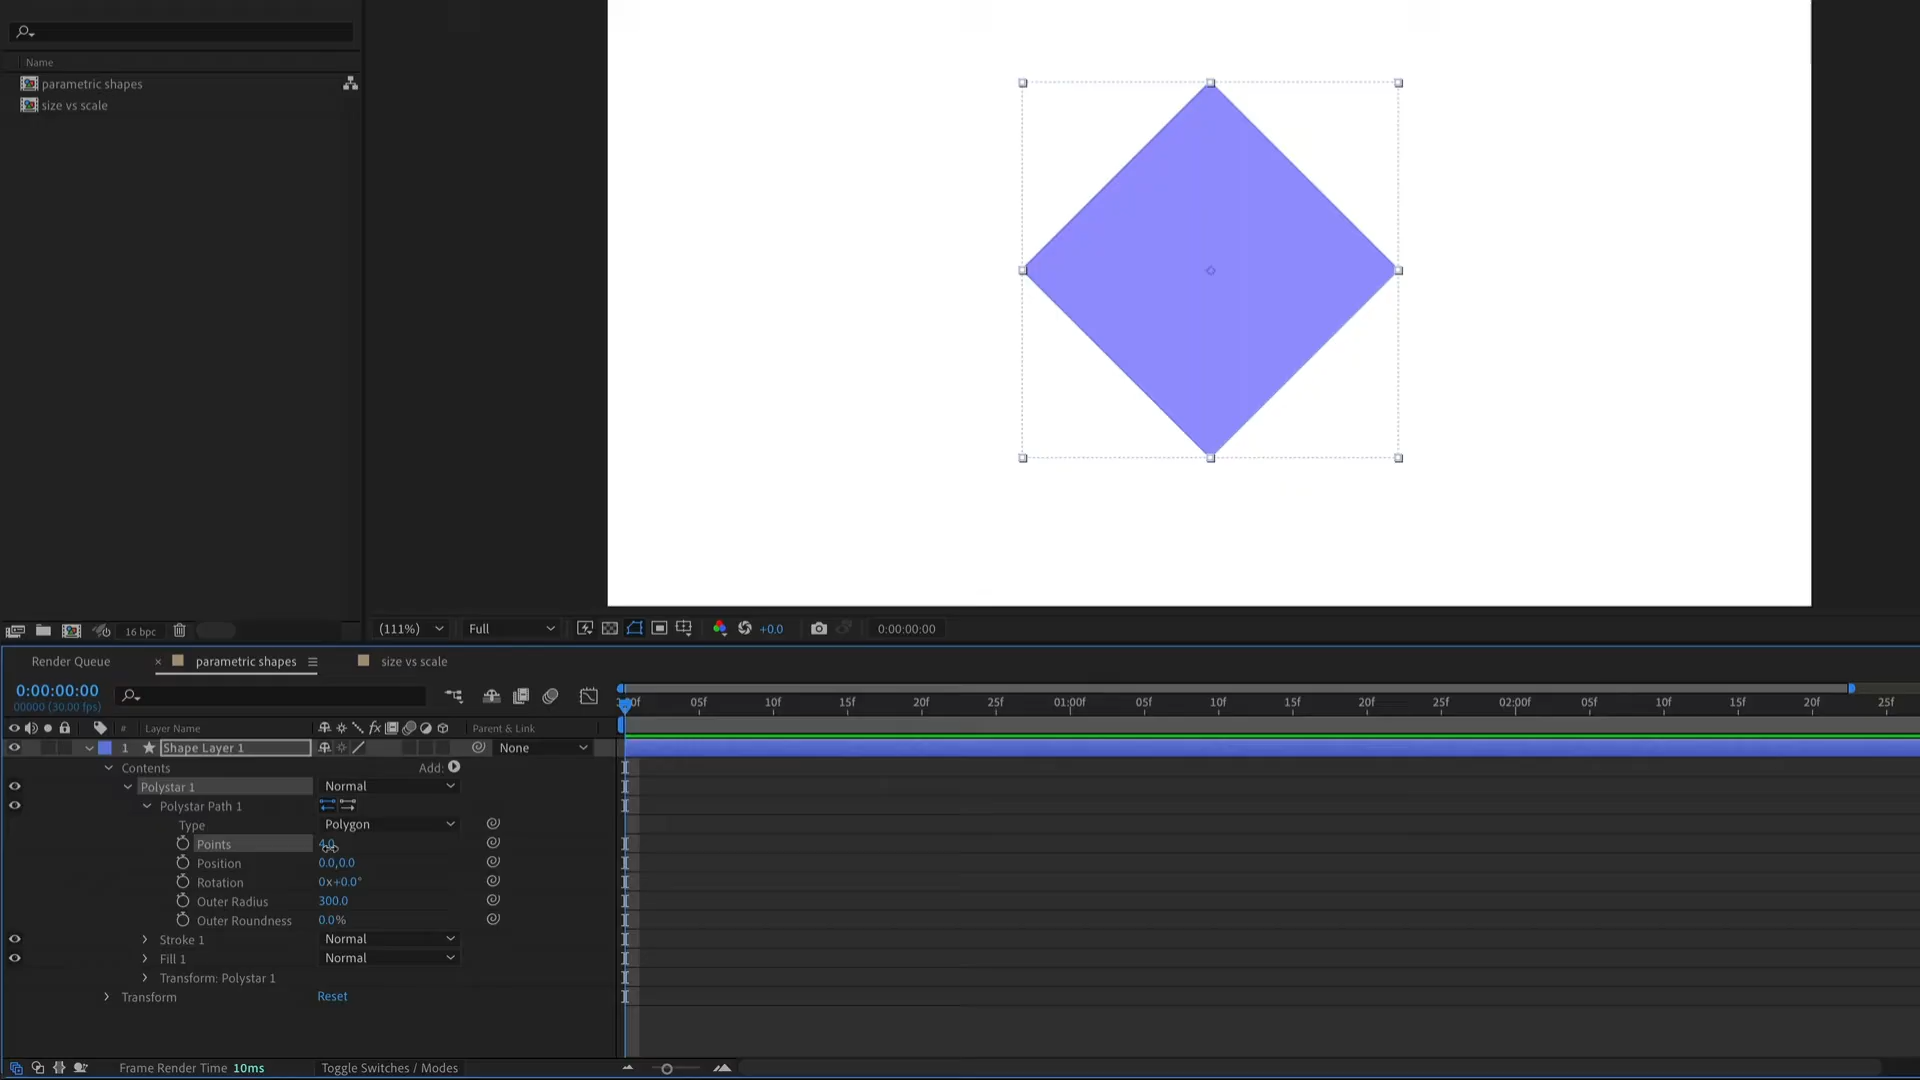 Name
parametric shapes
size vs scale
16 bpc
(111%)
Full
+0.0
0:00:00:00
Render Queue
× parametric shapes
size vs scale
0:00:00:00
00000 (30.00 fps)
05f 10f 15f 20f 25f 01:00f 05f 10f 15f 20f 25f 02:00f 05f 10f 15f 20f 25f
# Layer Name
fx
Parent & Link
1 Shape Layer 1
None
Contents
Add:
Polystar 1
Normal
Polystar Path 1
Type
Polygon
Points
4.0
Position
0.0,0.0
Rotation
0x+0.0°
Outer Radius
300.0
Outer Roundness
0.0%
Stroke 1
Normal
Fill 1
Normal
Transform: Polystar 1
Transform
Reset
Frame Render Time 10ms
Toggle Switches / Modes